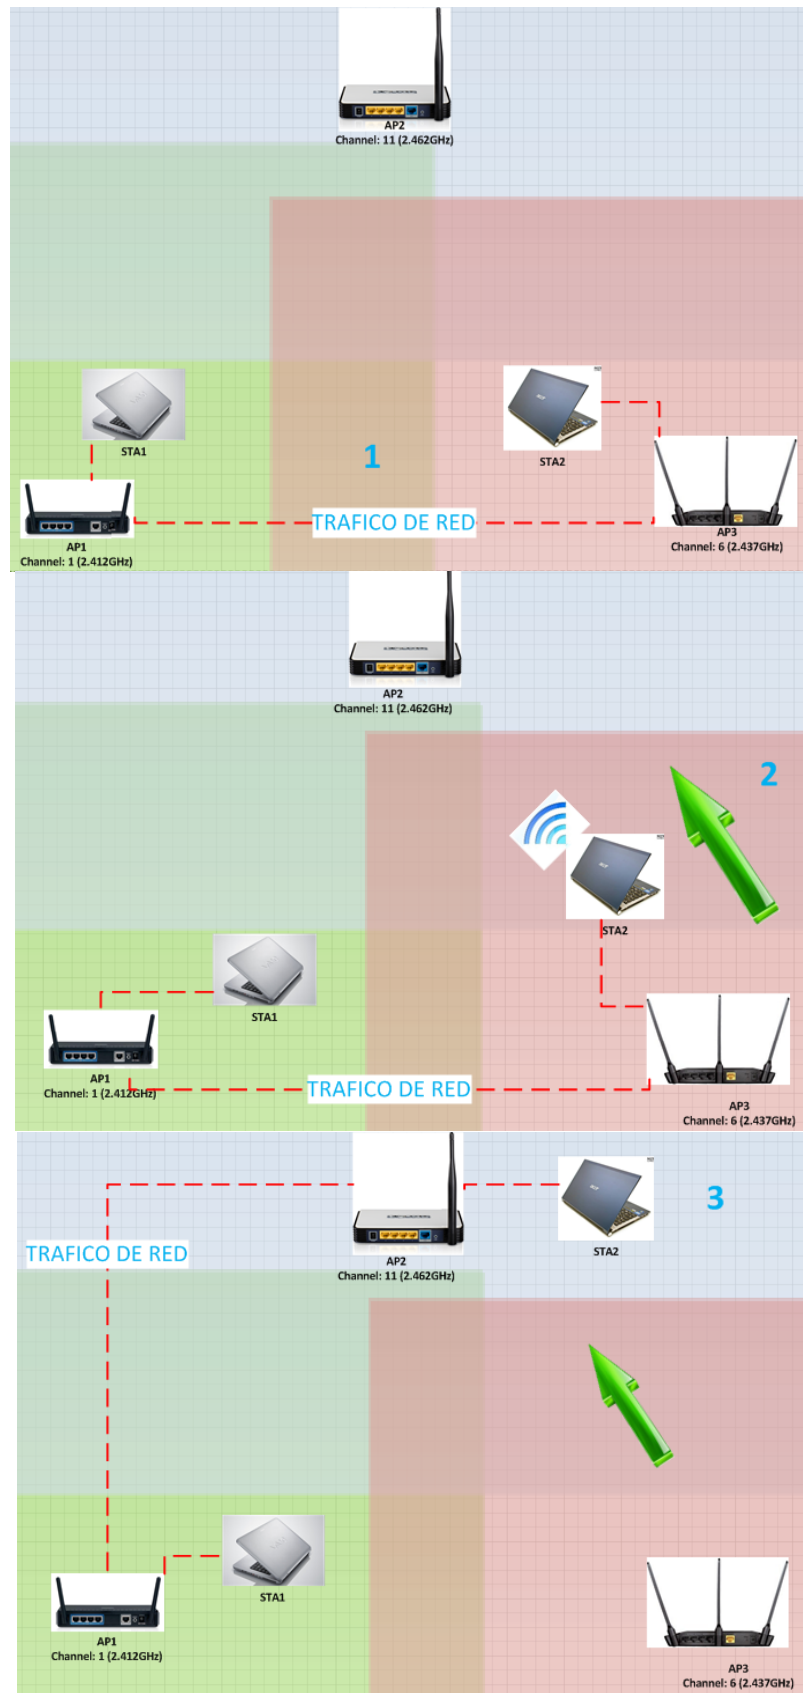 AP2
Channel: 11 (2.462GHz)
STA1
STA2
1
TRAFICO DE RED
AP1
Channel: 1 (2.412GHz)
AP3
Channel: 6 (2.437GHz)
AP2
Channel: 11 (2.462GHz)
2
STA2
STA1
AP1
Channel: 1 (2.412GHz)
TRAFICO DE RED
AP3
Channel: 6 (2.437GHz)
3
TRAFICO DE RED
STA2
AP2
Channel: 11 (2.462GHz)
STA1
AP1
Channel: 1 (2.412GHz)
AP3
Channel: 6 (2.437GHz)